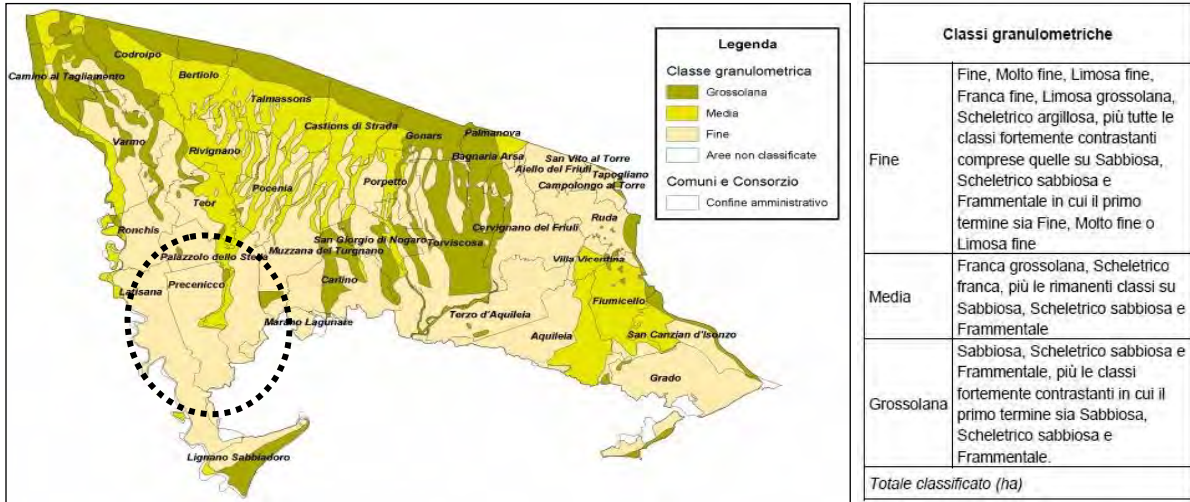 Codroipo
Camino al Tagliamento
Bertiolo
Talmassons
Castions di Strada
Varmo
Gonars
Palmanova
Rivignano
Bagnaria Arsa
San Vito al Torre
Aiello del Friuli
Tapogliano
Campolongo al Torre
Pocenia
Porpetto
Teor
Ruda
Ronchis
San Giorgio di Nogaro
Torviscosa
Cervignano del Friuli
Muzzana del Turgnano
Palazzolo dello Stella
Villa Vicentina
Precenicco
Carlino
Latisana
Fiumicello
Marano Lagunare
Terzo d'Aquileia
Aquileia
San Canzian d'Isonzo
Grado
Lignano Sabbiadoro
Legenda
Classe granulometrica
Grossolana
Media
Fine
Aree non classificate
Comuni e Consorzio
Confine amministrativo
Classi granulometriche
Fine
Fine, Molto fine, Limosa fine,
Franca fine, Limosa grossolana,
Scheletrico argillosa, più tutte le
classi fortemente contrastanti
comprese quelle su Sabbiosa,
Scheletrico sabbiosa e
Frammentale in cui il primo
termine sia Fine, Molto fine o
Limosa fine
Media
Franca grossolana, Scheletrico
franca, più le rimanenti classi su
Sabbiosa, Scheletrico sabbiosa e
Frammentale
Grossolana
Sabbiosa, Scheletrico sabbiosa e
Frammentale, più le classi
fortemente contrastanti in cui il
primo termine sia Sabbiosa,
Scheletrico sabbiosa e
Frammentale.
Totale classificato (ha)